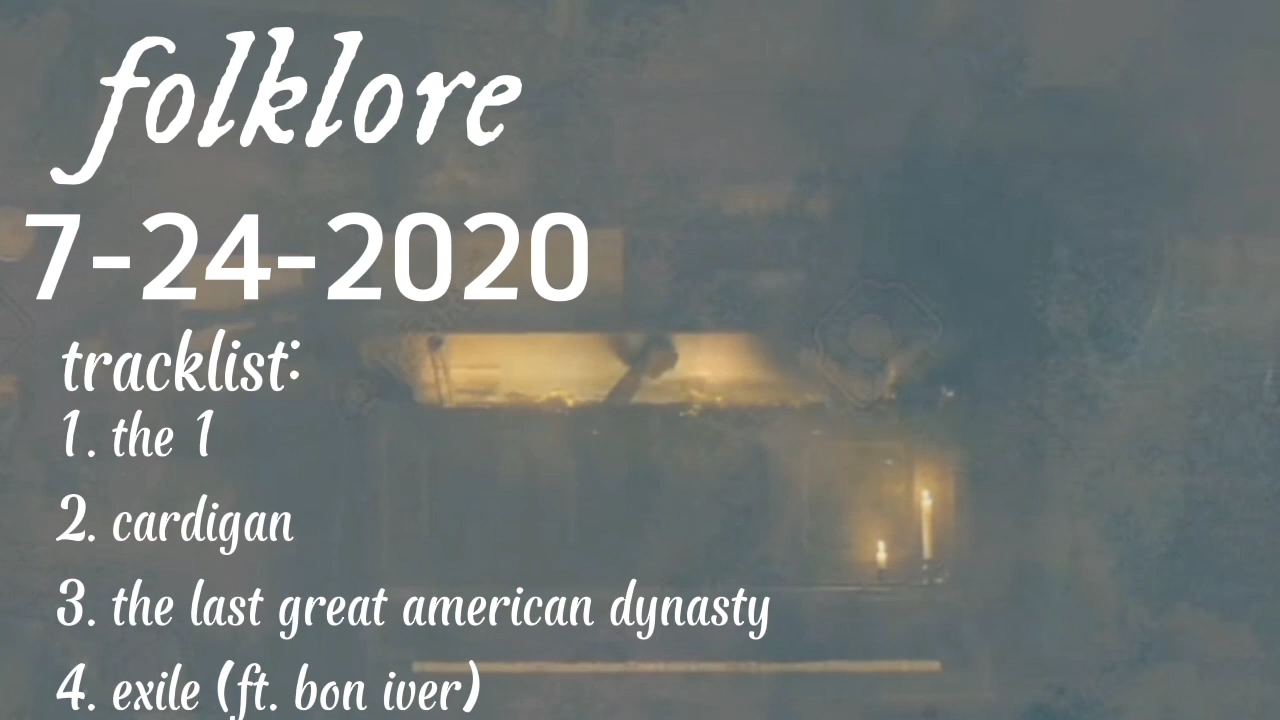 folklore
7-24-2020
tracklist:
1. the 1
2. cardigan
3. the last great american dynasty
4. exile (ft. bon iver)